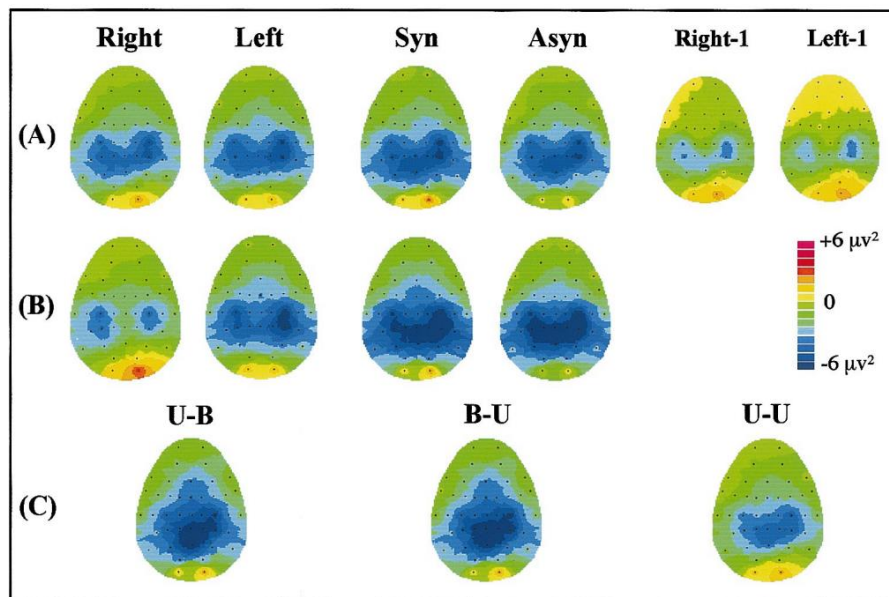 Right Left Syn Asyn Right-1 Left-1
(A)
+6 μv²
(B)
0
-6 μv²
U-B B-U U-U
(C)